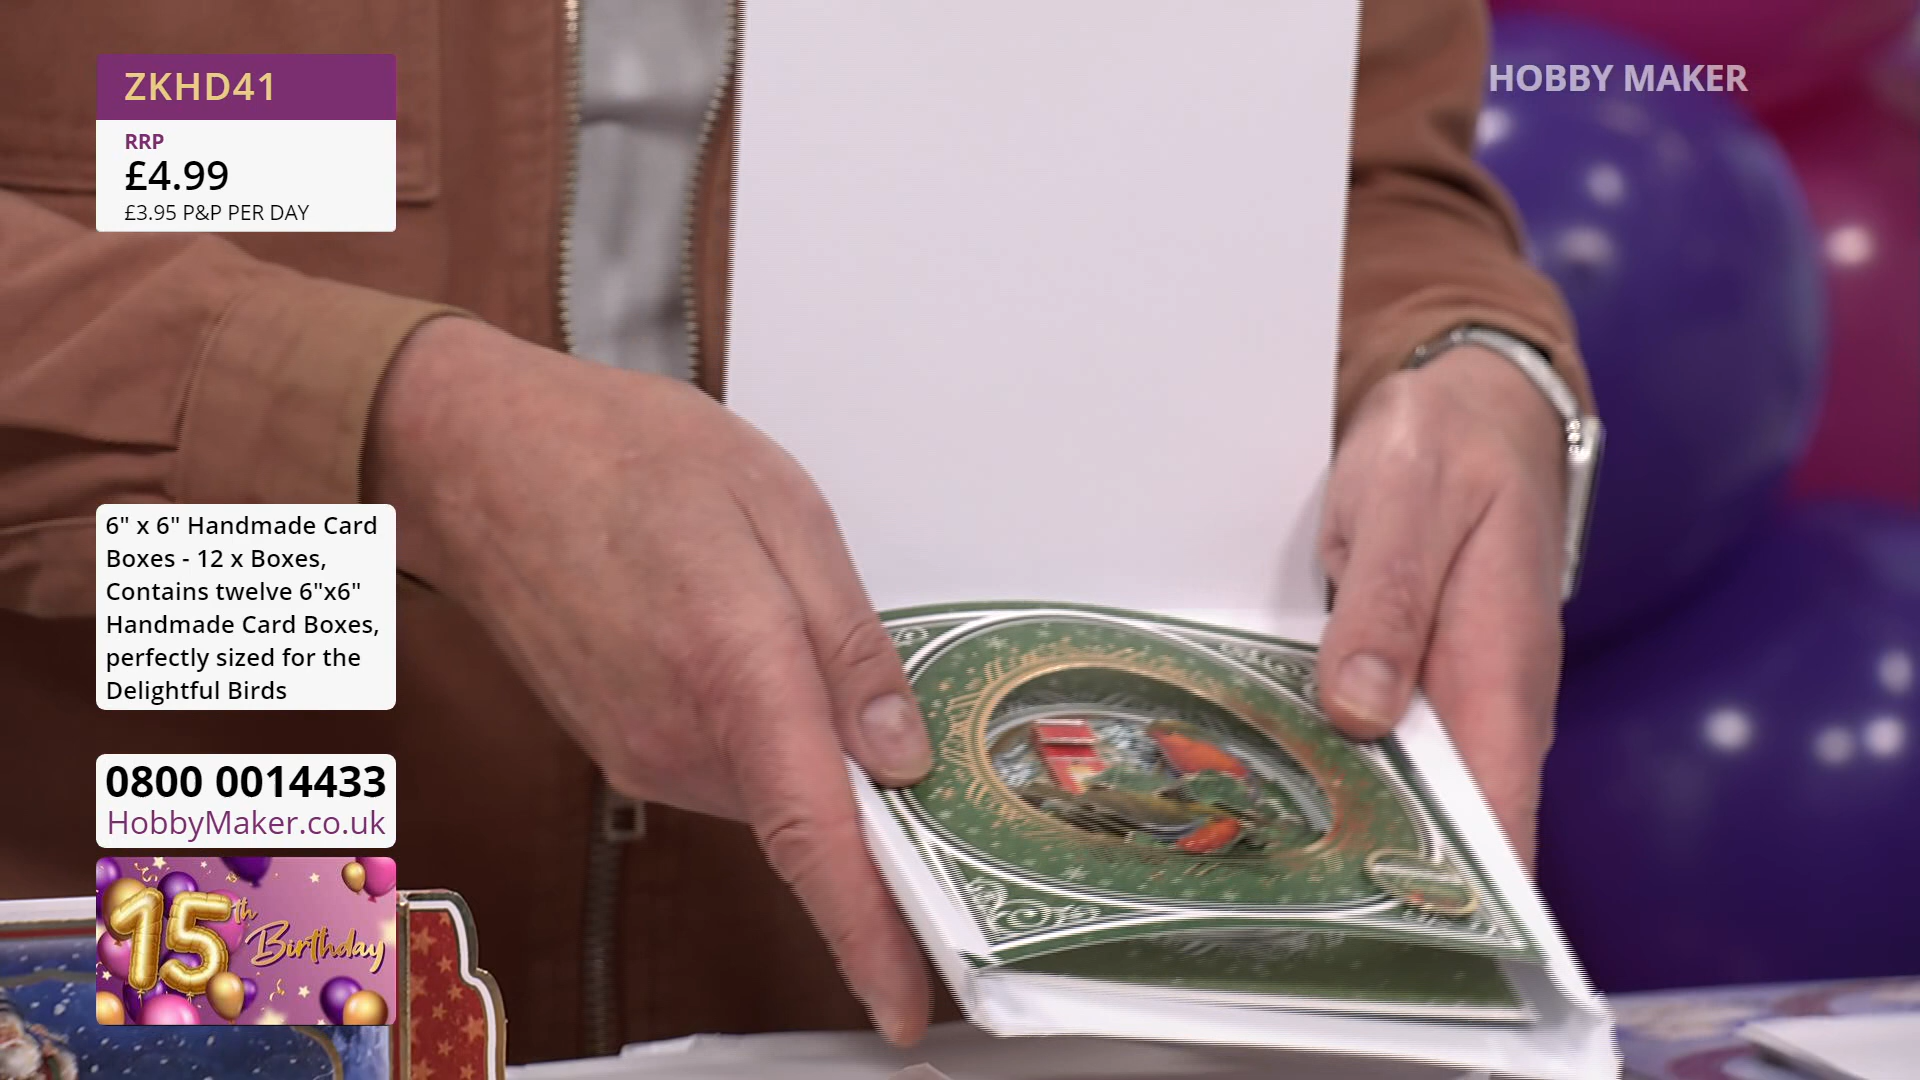 ZKHD41
RRP
£4.99
£3.95 P&P PER DAY
HOBBY MAKER
6" x 6" Handmade Card
Boxes - 12 x Boxes,
Contains twelve 6"x6"
Handmade Card Boxes,
perfectly sized for the
Delightful Birds
0800 0014433
HobbyMaker.co.uk
15th
Birthday